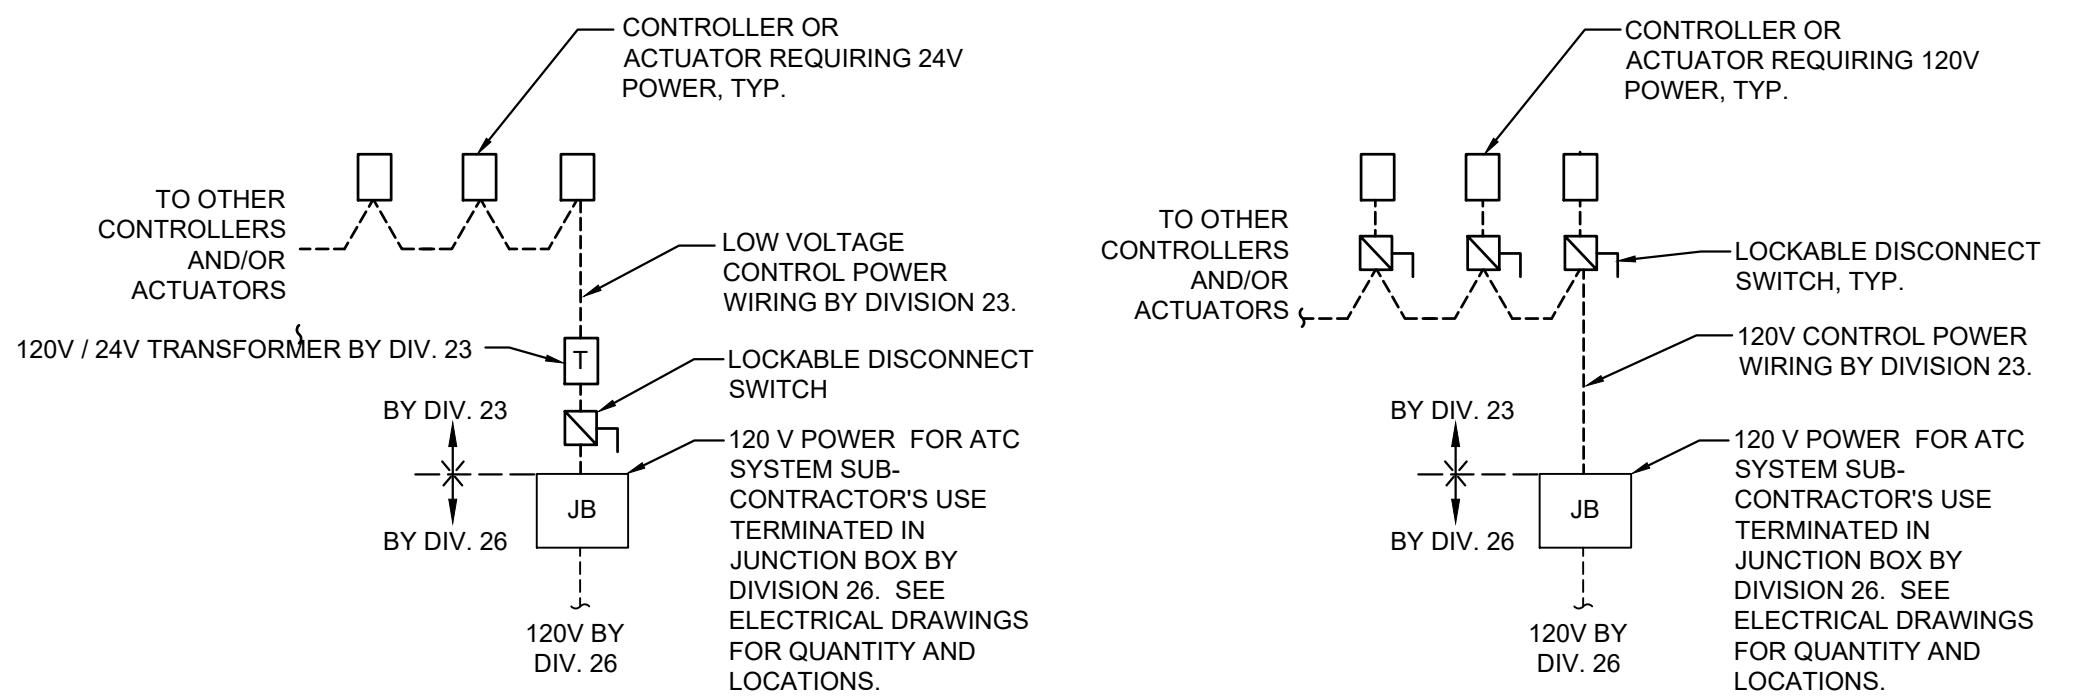 CONTROLLER OR
ACTUATOR REQUIRING 24V
POWER, TYP.
TO OTHER
CONTROLLERS
AND/OR
ACTUATORS
LOW VOLTAGE
CONTROL POWER
WIRING BY DIVISION 23.
120V / 24V TRANSFORMER BY DIV. 23
T
LOCKABLE DISCONNECT
SWITCH
BY DIV. 23
BY DIV. 26
JB
120 V POWER FOR ATC
SYSTEM SUB-
CONTRACTOR'S USE
TERMINATED IN
JUNCTION BOX BY
DIVISION 26. SEE
ELECTRICAL DRAWINGS
FOR QUANTITY AND
LOCATIONS.
120V BY
DIV. 26
CONTROLLER OR
ACTUATOR REQUIRING 120V
POWER, TYP.
TO OTHER
CONTROLLERS
AND/OR
ACTUATORS
LOCKABLE DISCONNECT
SWITCH, TYP.
120V CONTROL POWER
WIRING BY DIVISION 23.
BY DIV. 23
BY DIV. 26
JB
120 V POWER FOR ATC
SYSTEM SUB-
CONTRACTOR'S USE
TERMINATED IN
JUNCTION BOX BY
DIVISION 26. SEE
ELECTRICAL DRAWINGS
FOR QUANTITY AND
LOCATIONS.
120V BY
DIV. 26